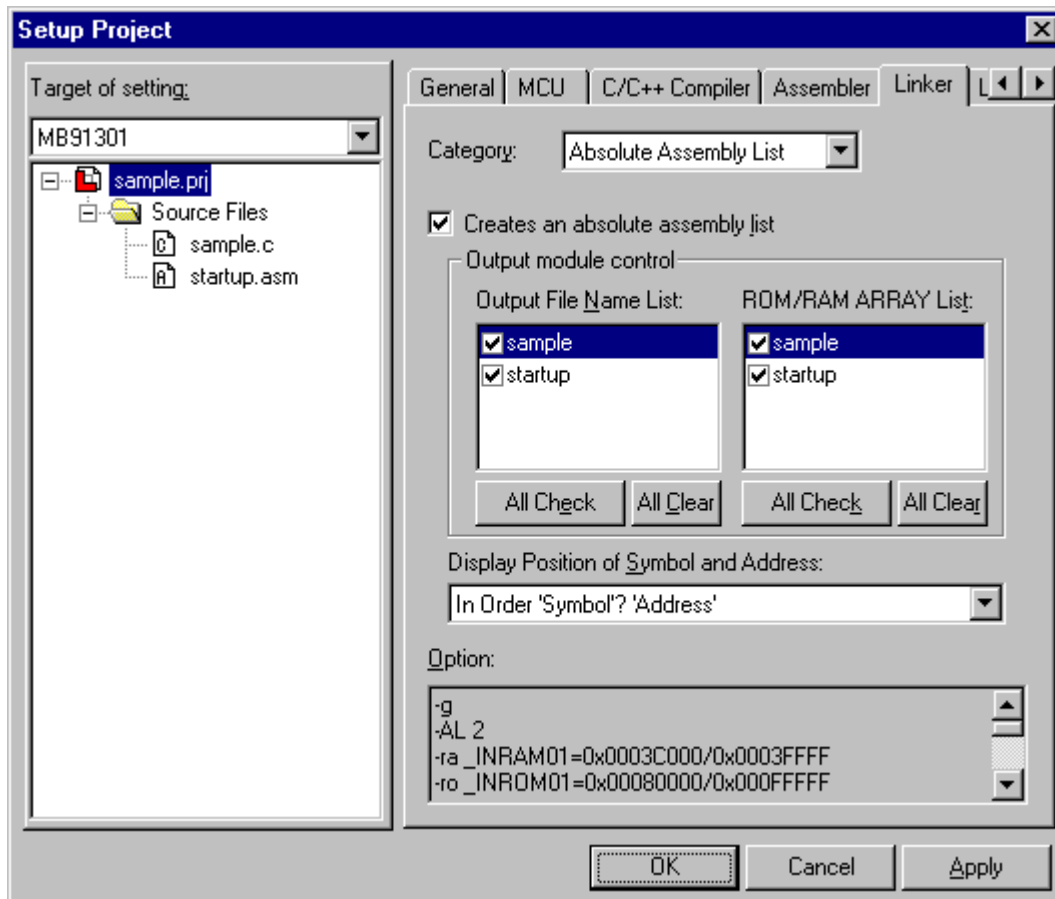 Setup Project
Target of setting:
MB91301
sample.prj
Source Files
sample.c
startup.asm
General MCU C/C++ Compiler Assembler Linker L
Category: Absolute Assembly List
Creates an absolute assembly list
Output module control
Output File Name List: ROM/RAM ARRAY List:
sample sample
startup startup
All Check All Clear All Check All Clear
Display Position of Symbol and Address:
In Order 'Symbol'? 'Address'
Option:
-g
-AL 2
-ra _INRAM01=0x0003C000/0x0003FFFF
-ro _INROM01=0x00080000/0x000FFFFF
OK Cancel Apply